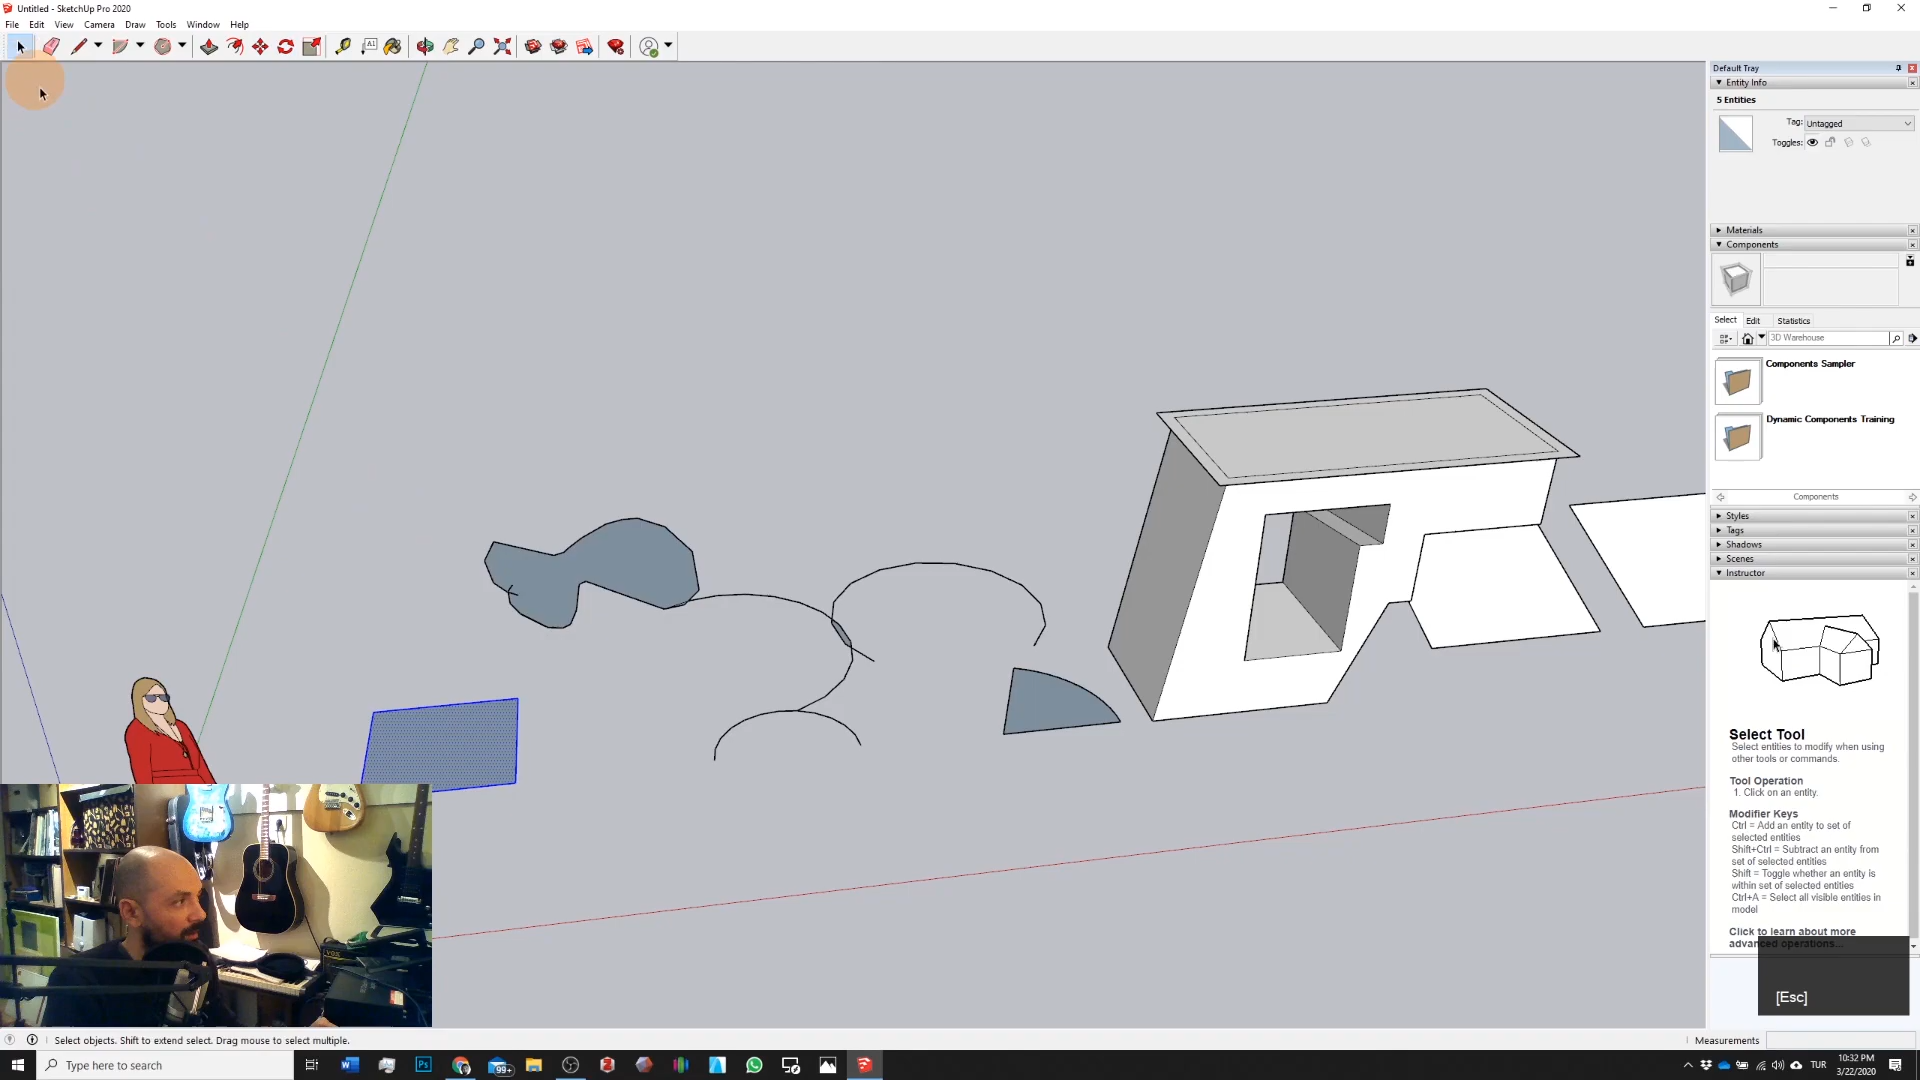 Untitled - SketchUp Pro 2020
File Edit View Camera Draw Tools Window Help
Default Tray
Entity Info
5 Entities
Tag: Untagged
Toggles:
Materials
Components
Select Edit Statistics
3D Warehouse
Components Sampler
Dynamic Components Training
Components
Styles
Tags
Shadows
Scenes
Instructor
Select Tool
Select entities to modify when using
other tools or commands.
Tool Operation
1. Click on an entity.
Modifier Keys
Ctrl = Add an entity to set of
selected entities
Shift+Ctrl = Subtract an entity from
set of selected entities
Shift = Toggle whether an entity is
within set of selected entities
Ctrl+A = Select all visible entities in
model
Click to learn about more
advanced operations...
[Esc]
Select objects. Shift to extend select. Drag mouse to select multiple.
Measurements
Type here to search
99+
TUR
10:32 PM
3/22/2020